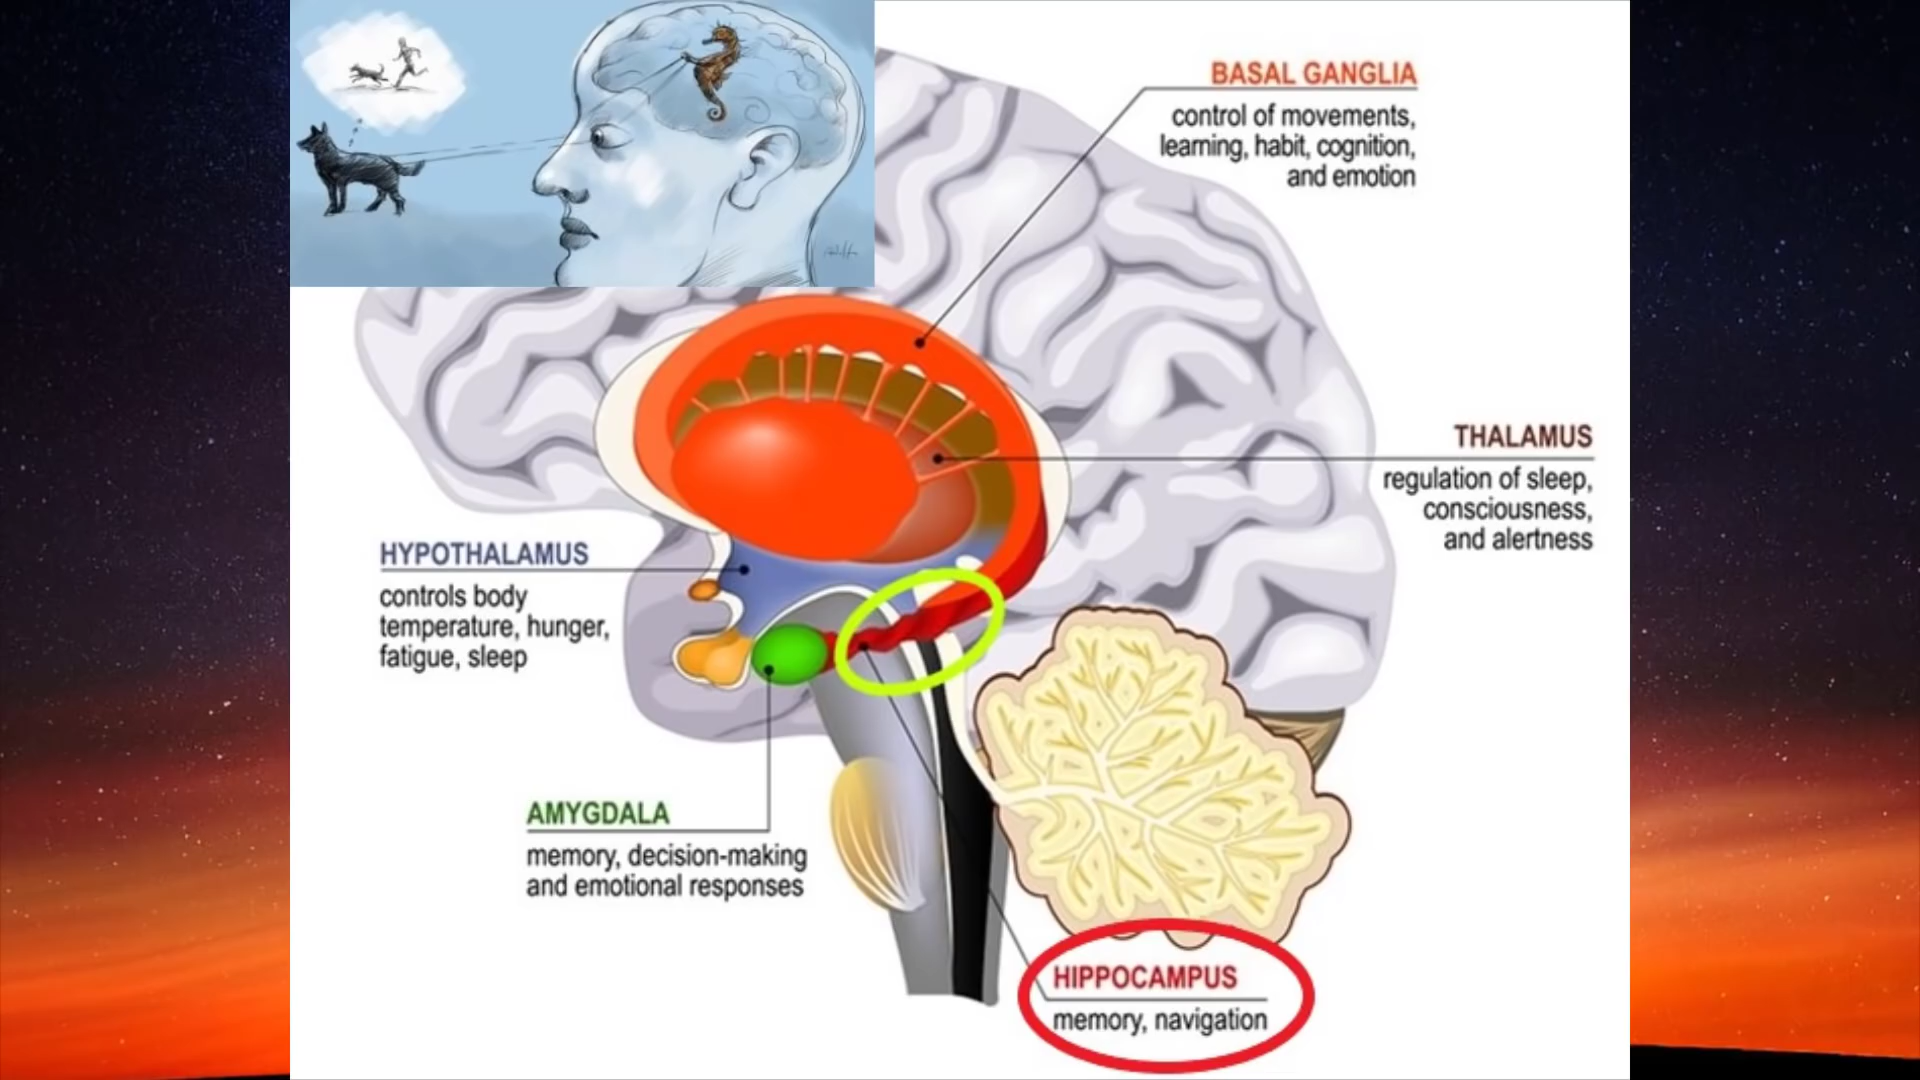 BASAL GANGLIA
control of movements,
learning, habit, cognition,
and emotion
THALAMUS
regulation of sleep,
consciousness,
and alertness
HYPOTHALAMUS
controls body
temperature, hunger,
fatigue, sleep
AMYGDALA
memory, decision-making
and emotional responses
HIPPOCAMPUS
memory, navigation